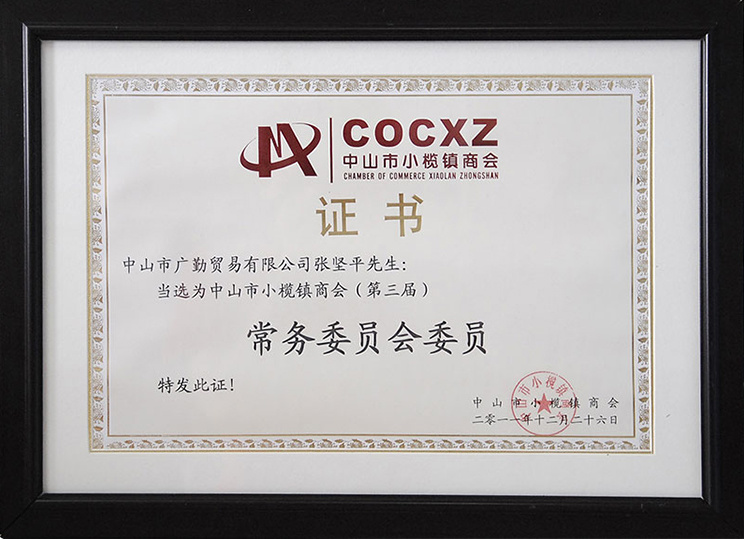 COCXZ
中山市小榄镇商会
CHAMBER OF COMMERCE XIAOLAN ZHONGSHAN
证书
中山市广勤贸易有限公司张坚平先生：
当选为中山市小榄镇商会（第三届）
常务委员会委员
特发此证！
中山市小榄镇商会
二零一一年十二月二十六日